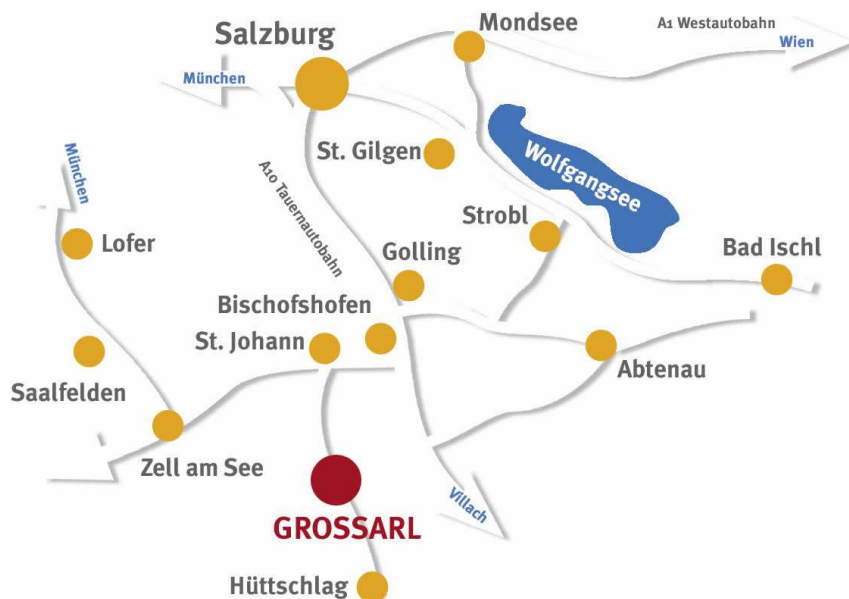 Mondsee
A1 Westautobahn
Salzburg
Wien
München
St. Gilgen
Wolfgangsee
München
A10 Tauernautobahn
Strobl
Lofer
Golling
Bad Ischl
Bischofshofen
St. Johann
Abtenau
Saalfelden
Zell am See
Villach
GROSSARL
Hüttschlag